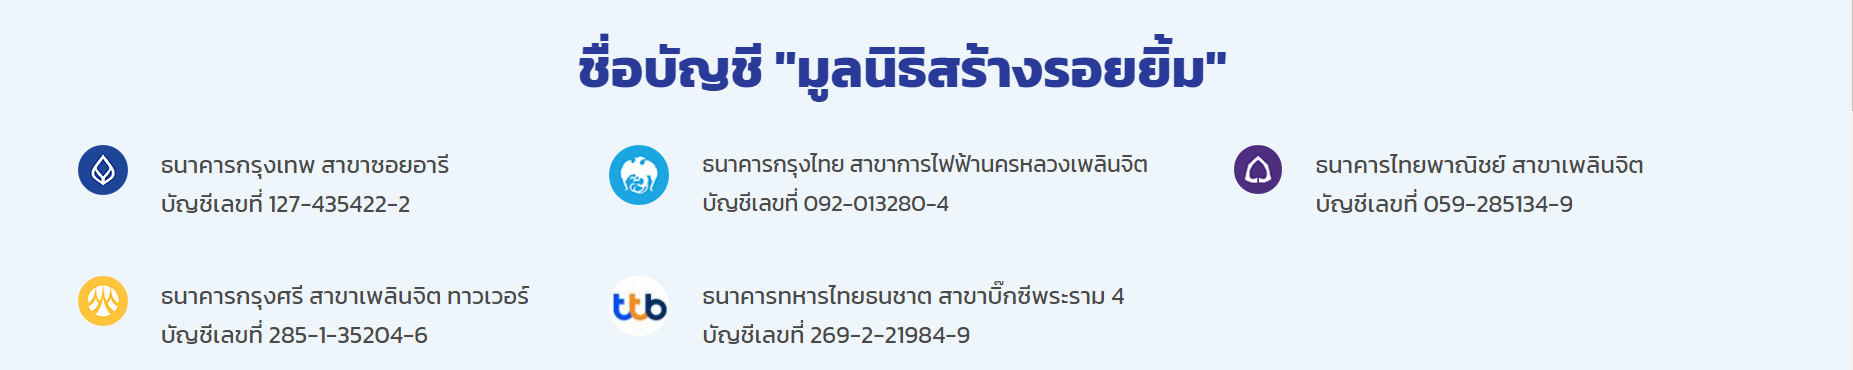 ชื่อบัญชี "มูลนิธิสร้างรอยยิ้ม"
ธนาคารกรุงเทพ สาขาซอยอารี
บัญชีเลขที่ 127-435422-2
ธนาคารกรุงไทย สาขาการไฟฟ้านครหลวงเพลินจิต
บัญชีเลขที่ 092-013280-4
ธนาคารไทยพาณิชย์ สาขาเพลินจิต
บัญชีเลขที่ 059-285134-9
ธนาคารกรุงศรี สาขาเพลินจิต ทาวเวอร์
บัญชีเลขที่ 285-1-35204-6
ttb
ธนาคารทหารไทยธนชาต สาขาบิ๊กซีพระราม 4
บัญชีเลขที่ 269-2-21984-9